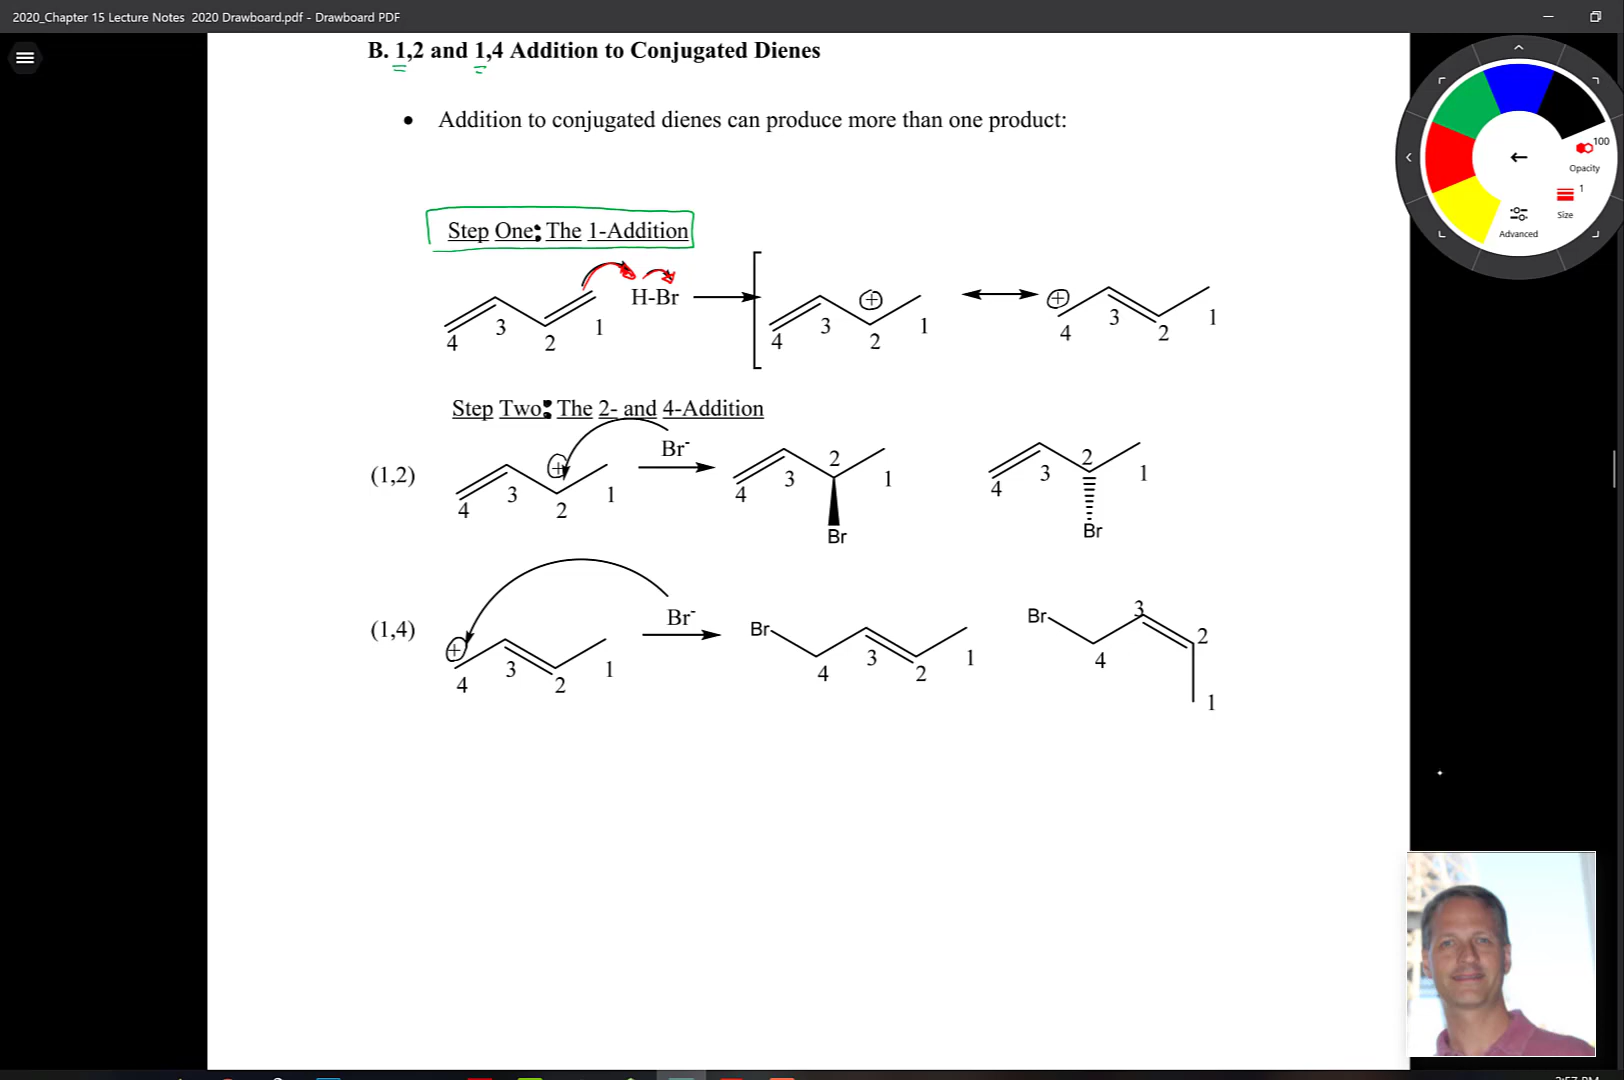 2020_Chapter 15 Lecture Notes  2020 Drawboard.pdf - Drawboard PDF
B. 1,2 and 1,4 Addition to Conjugated Dienes
• Addition to conjugated dienes can produce more than one product:
100
Opacity
1
Size
Advanced
Step One: The 1-Addition
H-Br
4 3 2 1
4 3 + 2 1
+ 4 3 2 1
Step Two: The 2- and 4-Addition
(1,2)
4 3 + 2 1
Br-
4 3 2 1
Br
4 3 2 1
Br
(1,4)
+ 4 3 2 1
Br-
Br 4 3 2 1
Br 4 3 2 1